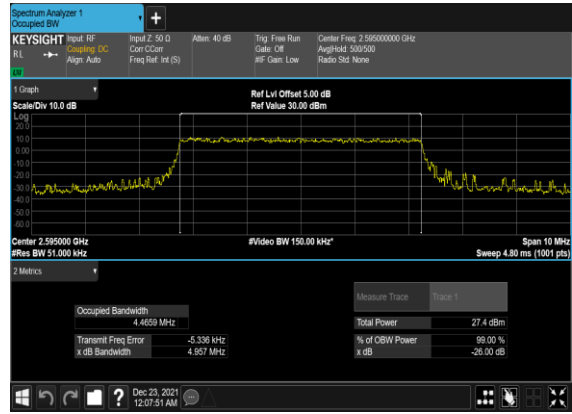 Spectrum Analyzer 1
Occupied BW
+
KEYSIGHT Input: RF Input Z: 50 Ω Atten: 40 dB Trig: Free Run Center Freq: 2.595000000 GHz
RL Coupling: DC Corr CCorr Gate: Off Avg|Hold: 500/500
Align: Auto Freq Ref: Int (S) #IF Gain: Low Radio Std: None
LW
1 Graph
Scale/Div 10.0 dB Ref Lvl Offset 5.00 dB
Ref Value 30.00 dBm
Log
20.0
10.0
0.00
-10.0
-20.0
-30.0
-40.0
-50.0
-60.0
Center 2.595000 GHz #Video BW 150.00 kHz* Span 10 MHz
#Res BW 51.000 kHz Sweep 4.80 ms (1001 pts)
2 Metrics
Measure Trace Trace 1
Occupied Bandwidth
4.4659 MHz Total Power 27.4 dBm
Transmit Freq Error -5.336 kHz % of OBW Power 99.00 %
x dB Bandwidth 4.957 MHz x dB -26.00 dB
? Dec 23, 2021
12:07:51 AM